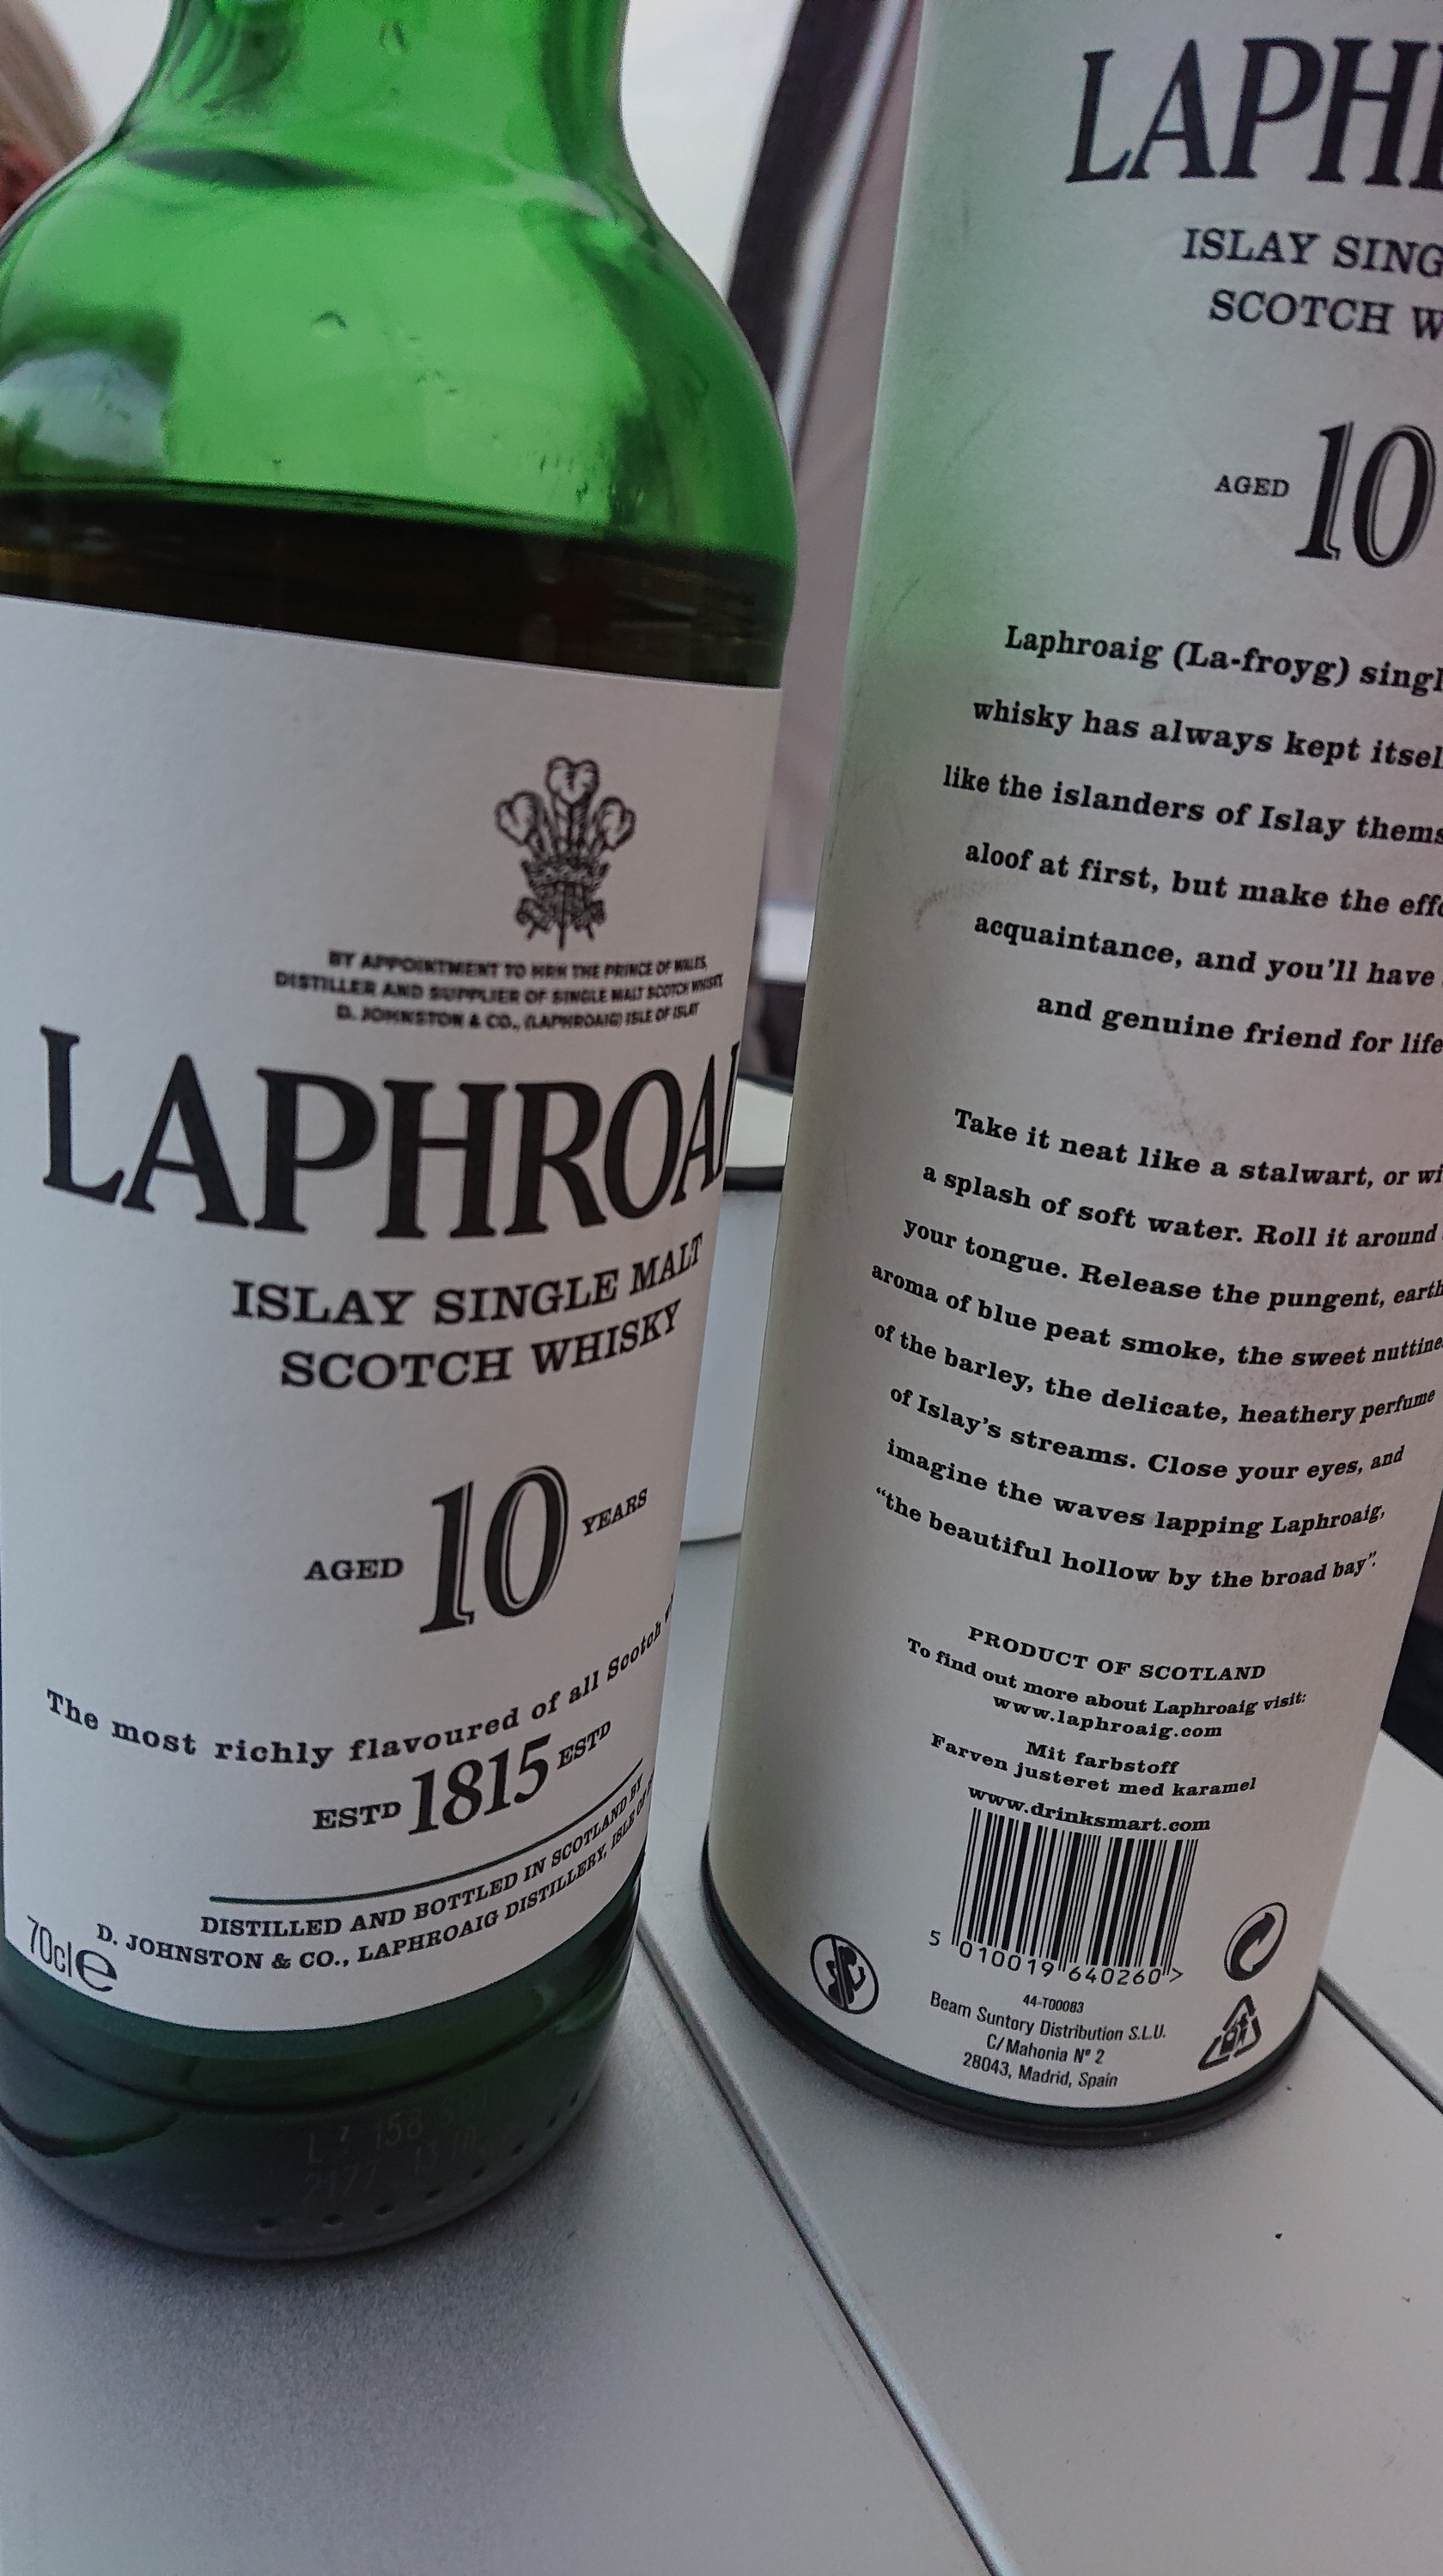 BY APPOINTMENT TO HRH THE PRINCE OF WALES,
DISTILLER AND SUPPLIER OF SINGLE MALT SCOTCH WHISKY
D. JOHNSTON & CO., (LAPHROAIG) ISLE OF ISLAY
LAPHROAI
ISLAY SINGLE MALT
SCOTCH WHISKY
AGED 10 YEARS
The most richly flavoured of all Scotch
ESTD 1815 ESTD
DISTILLED AND BOTTLED IN SCOTLAND BY
D. JOHNSTON & CO., LAPHROAIG DISTILLERY, ISLE OF
70cl e
LAPH
ISLAY SING
SCOTCH W
AGED 10
Laphroaig (La-froyg) singl
whisky has always kept itsel
like the islanders of Islay thems
aloof at first, but make the effo
acquaintance, and you'll have
and genuine friend for life
Take it neat like a stalwart, or wi
a splash of soft water. Roll it around
your tongue. Release the pungent, earth
aroma of blue peat smoke, the sweet nuttine
of the barley, the delicate, heathery perfume
of Islay's streams. Close your eyes, and
imagine the waves lapping Laphroaig,
“the beautiful hollow by the broad bay”.
PRODUCT OF SCOTLAND
To find out more about Laphroaig visit:
www.laphroaig.com
Mit farbstoff
Farven justeret med karamel
www.drinksmart.com
5 010019 640260 >
44-T00083
Beam Suntory Distribution S.L.U.
C/Mahonia Nº 2
28043, Madrid, Spain